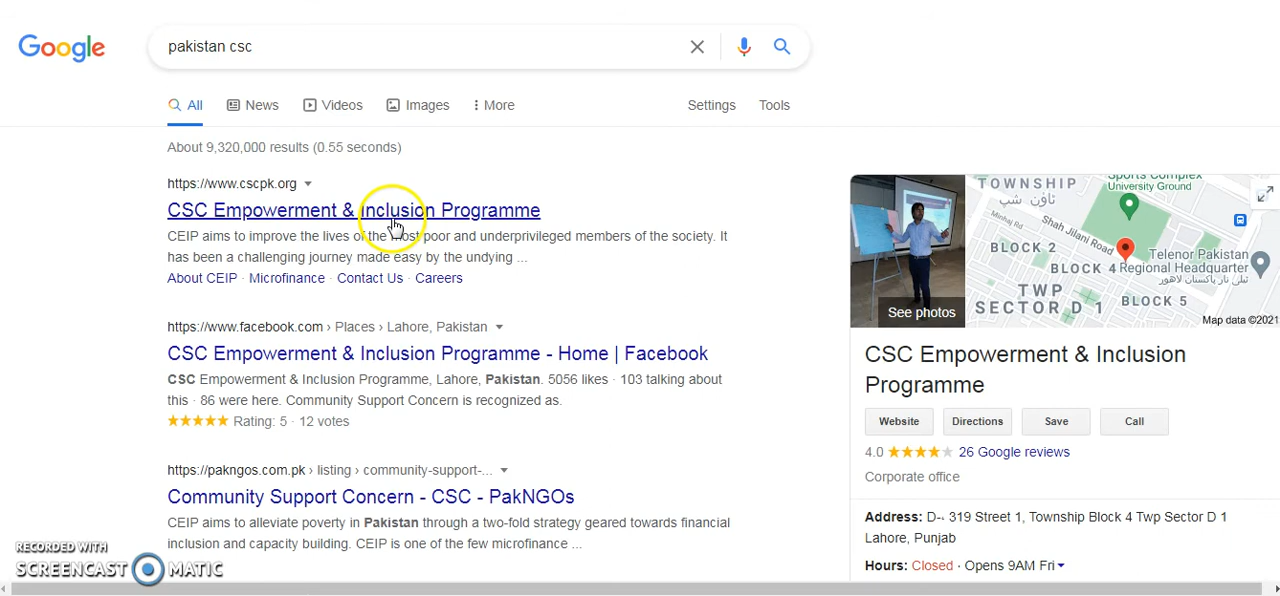 Google
pakistan csc
All News Videos Images More Settings Tools
About 9,320,000 results (0.55 seconds)
https://www.cscpk.org
CSC Empowerment & Inclusion Programme
CEIP aims to improve the lives of the most poor and underprivileged members of the society. It
has been a challenging journey made easy by the undying ...
About CEIP · Microfinance · Contact Us · Careers
https://www.facebook.com › Places › Lahore, Pakistan
CSC Empowerment & Inclusion Programme - Home | Facebook
CSC Empowerment & Inclusion Programme, Lahore, Pakistan. 5056 likes · 103 talking about
this · 86 were here. Community Support Concern is recognized as.
Rating: 5 · 12 votes
https://pakngos.com.pk › listing › community-support-...
Community Support Concern - CSC - PakNGOs
CEIP aims to alleviate poverty in Pakistan through a two-fold strategy geared towards financial
inclusion and capacity building. CEIP is one of the few microfinance ...
See photos
Sports Complex
University Ground
TOWNSHIP
ٹاؤن شپ
Minhaj Rd
Shah Jilani Road
BLOCK 2
BLOCK 4
Telenor Pakistan
Regional Headquarter
TWP
SECTOR D 1
BLOCK 5
Map data ©2021
CSC Empowerment & Inclusion
Programme
Website Directions Save Call
4.0 26 Google reviews
Corporate office
Address: D-- 319 Street 1, Township Block 4 Twp Sector D 1
Lahore, Punjab
Hours: Closed · Opens 9AM Fri
RECORDED WITH
SCREENCAST MATIC